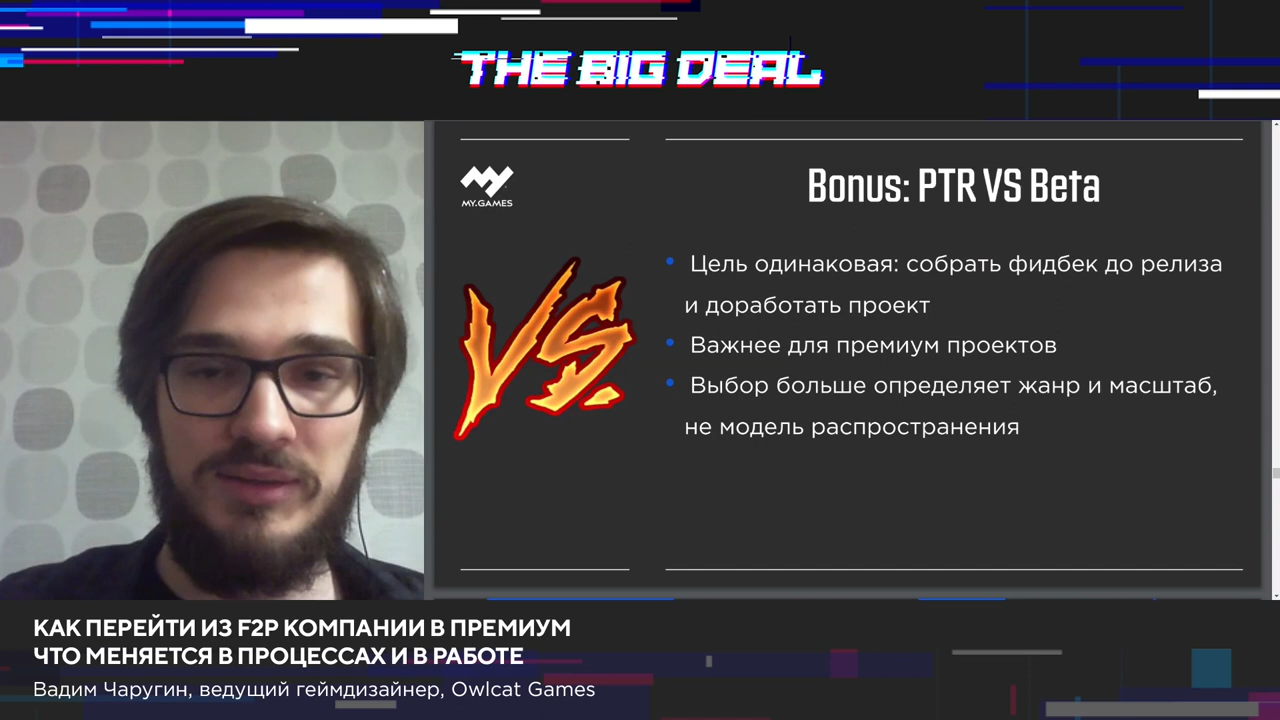 THE BIG DEAL
MY.GAMES
Bonus: PTR VS Beta
VS.
• Цель одинаковая: собрать фидбек до релиза
и доработать проект
• Важнее для премиум проектов
• Выбор больше определяет жанр и масштаб,
не модель распространения
КАК ПЕРЕЙТИ ИЗ F2P КОМПАНИИ В ПРЕМИУМ
ЧТО МЕНЯЕТСЯ В ПРОЦЕССАХ И В РАБОТЕ
Вадим Чаругин, ведущий геймдизайнер, Owlcat Games